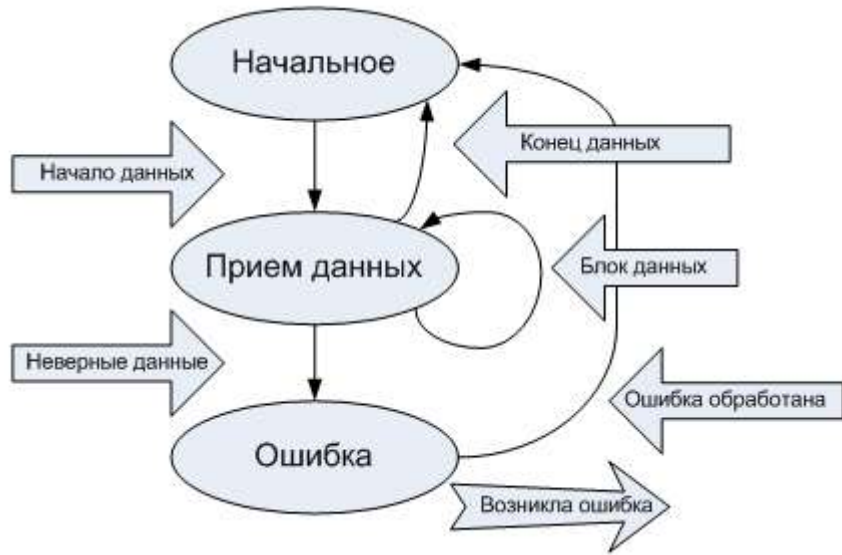 Начальное
Конец данных
Начало данных
Прием данных
Блок данных
Неверные данные
Ошибка обработана
Ошибка
Возникла ошибка